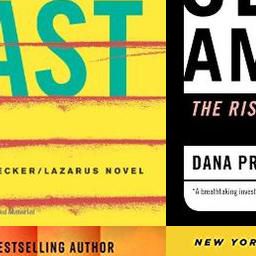 AST
ECKER/LAZARUS NOVEL
ESTSELLING AUTHOR
AM
THE RIS
DANA PR
"A breathtaking invest
NEW YOR